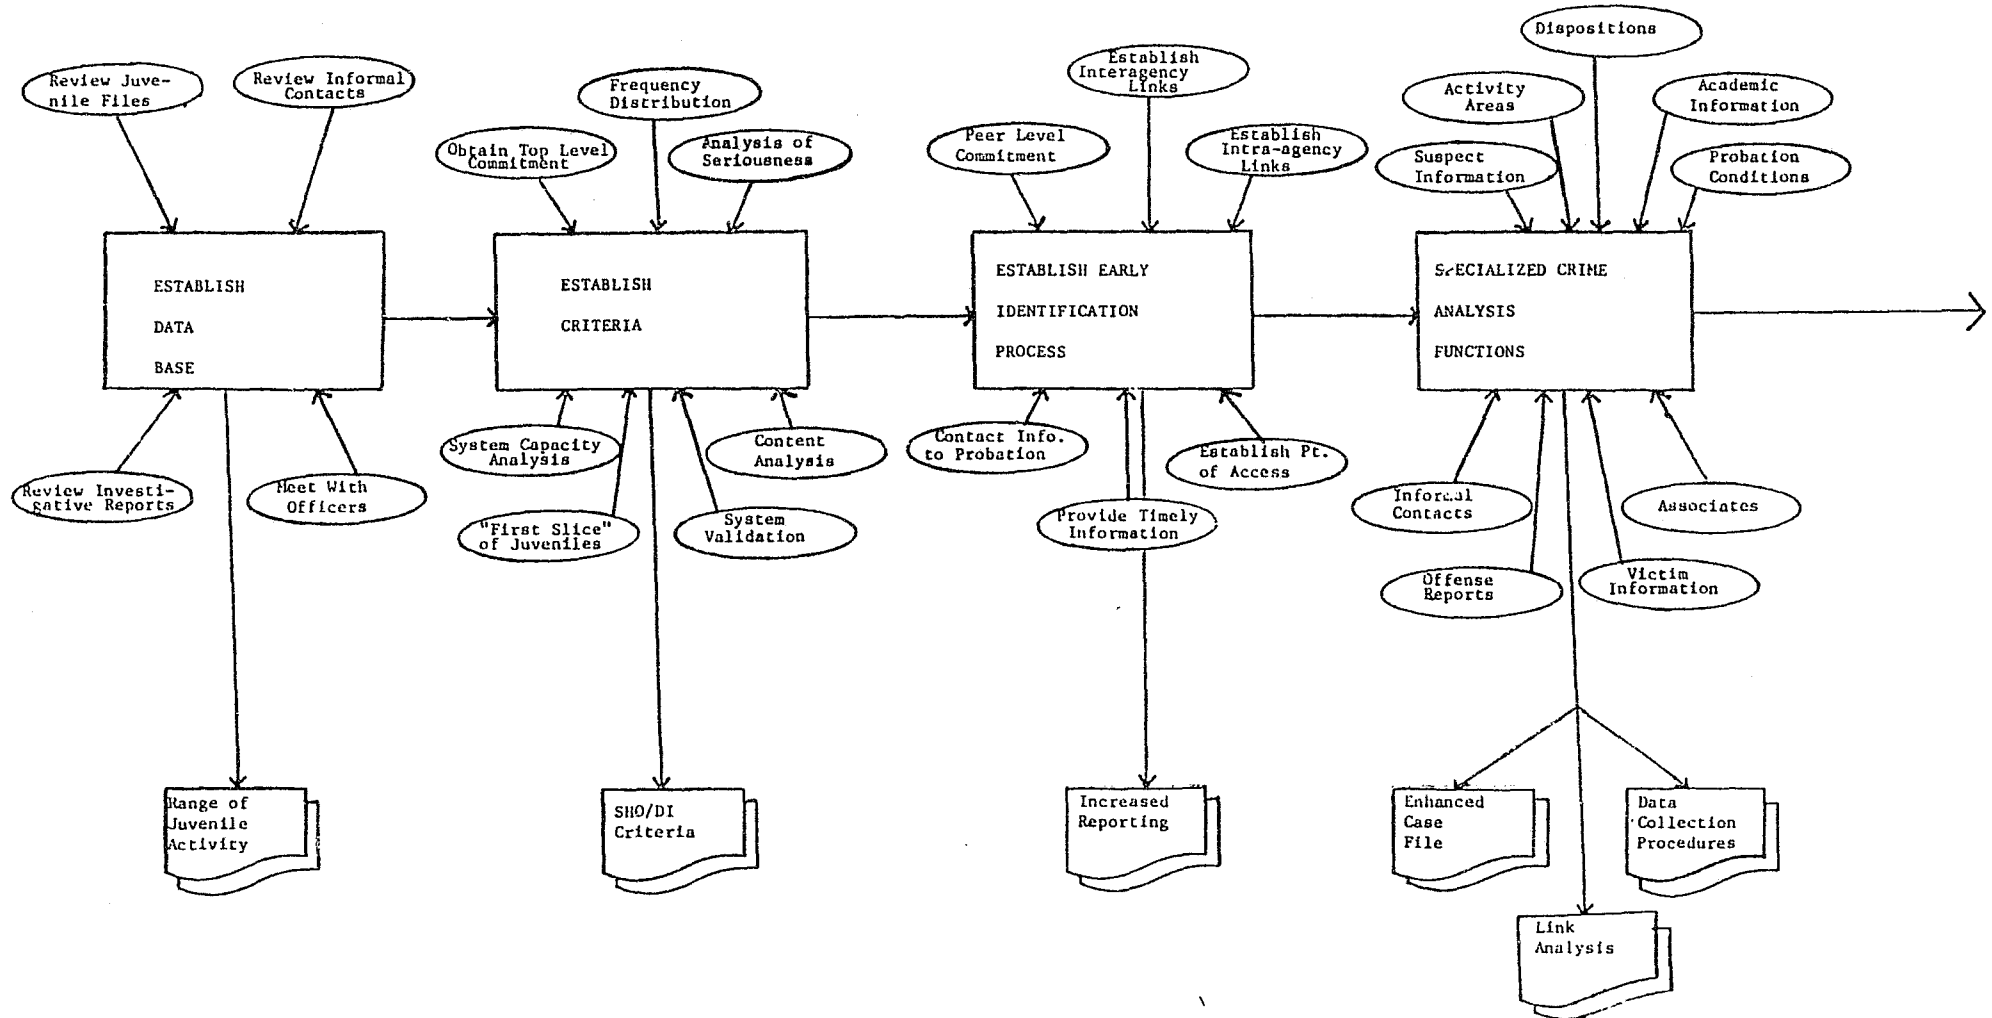 Dispositions
Review Juve-
nile Files
Review Informal
Contacts
Frequency
Distribution
Obtain Top Level
Commitment
Analysis of
Seriousness
Establish
Interagency
Links
Peer Level
Commitment
Establish
Intra-agency
Links
Activity
Areas
Academic
Information
Suspect
Information
Probation
Conditions
ESTABLISH
DATA
BASE
ESTABLISH
CRITERIA
ESTABLISH EARLY
IDENTIFICATION
PROCESS
SPECIALIZED CRIME
ANALYSIS
FUNCTIONS
Review Investi-
gative Reports
Meet With
Officers
System Capacity
Analysis
Content
Analysis
"First Slice"
of Juveniles
System
Validation
Contact Info.
to Probation
Establish Pt.
of Access
Provide Timely
Information
Informal
Contacts
Associates
Offense
Reports
Victim
Information
Range of
Juvenile
Activity
SHO/DI
Criteria
Increased
Reporting
Enhanced
Case
File
Data
Collection
Procedures
Link
Analysis